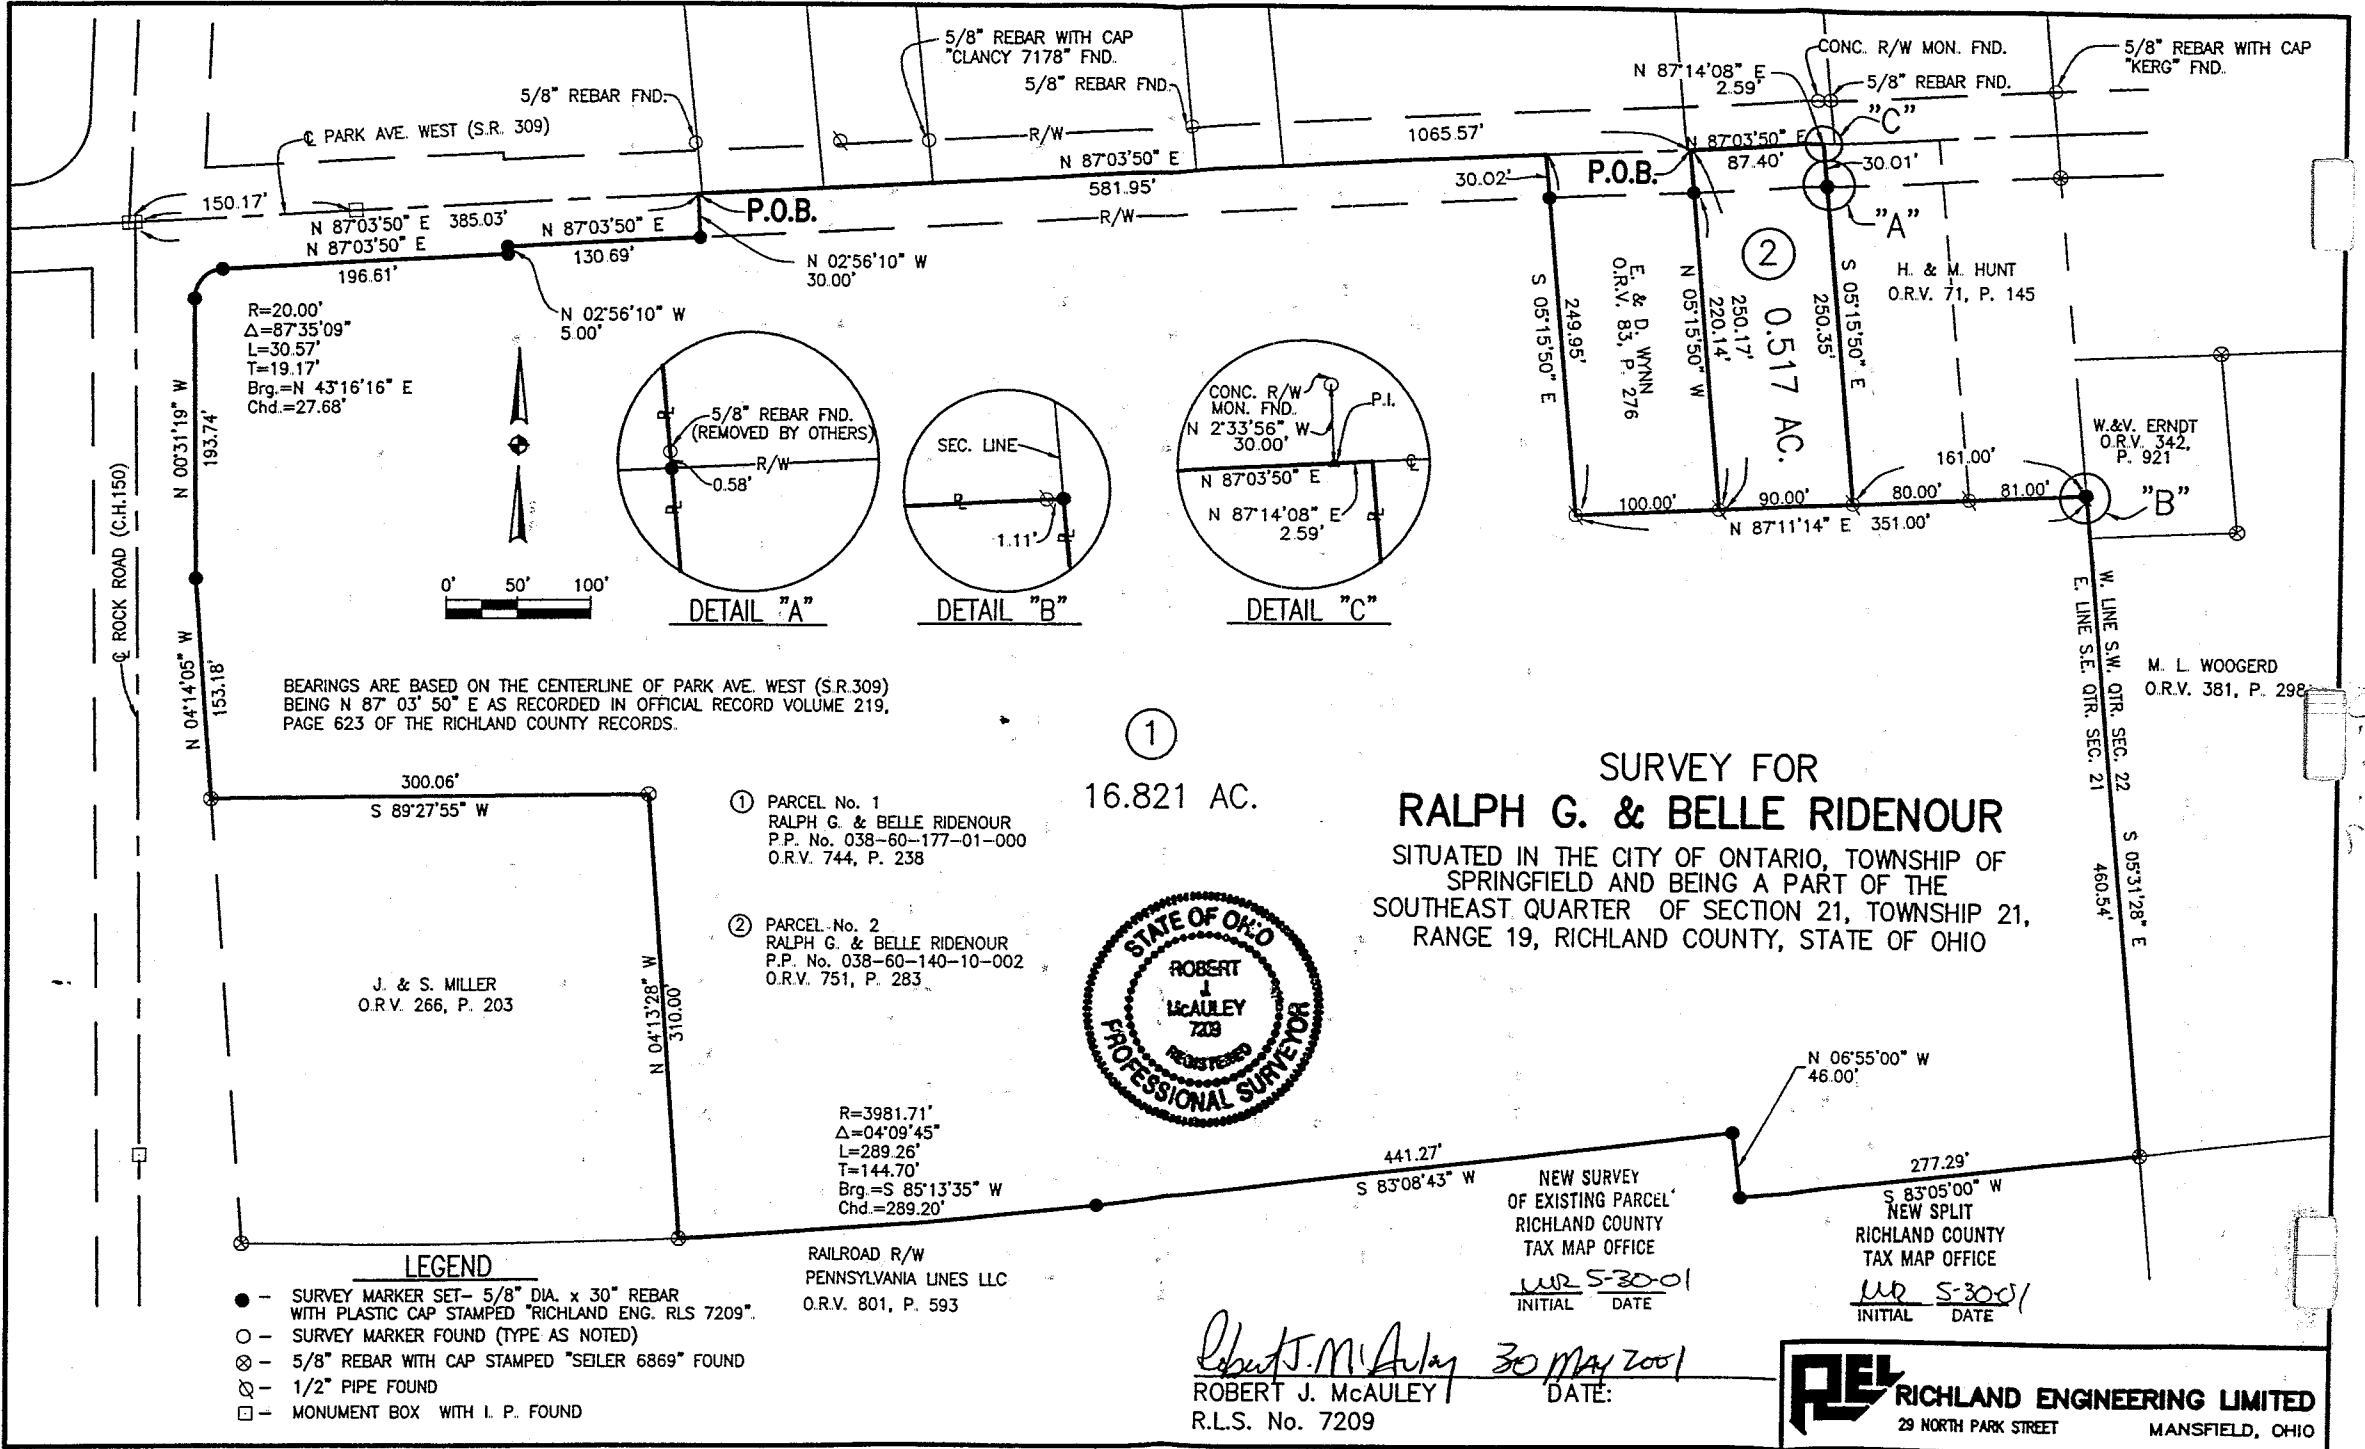 5/8" REBAR WITH CAP
"CLANCY 7178" FND.
5/8" REBAR FND.
5/8" REBAR FND.
CONC. R/W MON. FND.
5/8" REBAR WITH CAP
"KERG" FND.
N 87°14'08" E
2.59'
5/8" REBAR FND.
"C"
℄ PARK AVE. WEST (S.R. 309)
R/W
1065.57'
N 87°03'50" E
581.95'
N 87°03'50" E
87.40'
30.01'
30.02'
P.O.B.
150.17'
N 87°03'50" E 385.03'
N 87°03'50" E
196.61'
N 87°03'50" E
130.69'
P.O.B.
R/W
"A"
N 02°56'10" W
30.00'
N 02°56'10" W
5.00'
R=20.00'
Δ=87°35'09"
L=30.57'
T=19.17'
Brg.=N 43°16'16" E
Chd.=27.68'
N 00°31'19" W
193.74'
N 04°14'05" W
153.18'
℄ ROCK ROAD (C.H.150)
S 05°15'50" E
249.95'
E. & D. WYNN
O.R.V. 83, P. 276
N 05°15'50" W
220.14'
250.17'
2
0.517 AC.
250.35'
S 05°15'50" E
H. & M. HUNT
O.R.V. 71, P. 145
W.&V. ERNDT
O.R.V. 342,
P. 921
161.00'
100.00'
90.00'
80.00'
81.00'
N 87°11'14" E 351.00'
"B"
5/8" REBAR FND.
(REMOVED BY OTHERS)
R/W
0.58'
℄
℄
DETAIL "A"
SEC. LINE
1.11'
DETAIL "B"
CONC. R/W
MON. FND.
N 2°33'56" W
30.00'
P.I.
N 87°03'50" E
N 87°14'08" E
2.59'
DETAIL "C"
0' 50' 100'
W. LINE S.W. QTR. SEC. 22
E. LINE S.E. QTR. SEC. 21
S 05°31'28" E
460.54'
M. L. WOOGERD
O.R.V. 381, P. 298
BEARINGS ARE BASED ON THE CENTERLINE OF PARK AVE. WEST (S.R.309)
BEING N 87° 03' 50" E AS RECORDED IN OFFICIAL RECORD VOLUME 219,
PAGE 623 OF THE RICHLAND COUNTY RECORDS.
1
16.821 AC.
SURVEY FOR
RALPH G. & BELLE RIDENOUR
SITUATED IN THE CITY OF ONTARIO, TOWNSHIP OF
SPRINGFIELD AND BEING A PART OF THE
SOUTHEAST QUARTER OF SECTION 21, TOWNSHIP 21,
RANGE 19, RICHLAND COUNTY, STATE OF OHIO
300.06'
S 89°27'55" W
1 PARCEL No. 1
RALPH G. & BELLE RIDENOUR
P.P. No. 038-60-177-01-000
O.R.V. 744, P. 238
2 PARCEL No. 2
RALPH G. & BELLE RIDENOUR
P.P. No. 038-60-140-10-002
O.R.V. 751, P. 283
J. & S. MILLER
O.R.V. 266, P. 203
N 04°13'28" W
310.00'
STATE OF OHIO
ROBERT
J.
McAULEY
7209
REGISTERED
PROFESSIONAL SURVEYOR
R=3981.71'
Δ=04°09'45"
L=289.26'
T=144.70'
Brg.=S 85°13'35" W
Chd.=289.20'
RAILROAD R/W
PENNSYLVANIA LINES LLC
O.R.V. 801, P. 593
441.27'
S 83°08'43" W
N 06°55'00" W
46.00'
277.29'
S 83°05'00" W
NEW SURVEY
OF EXISTING PARCEL
RICHLAND COUNTY
TAX MAP OFFICE
5-30-01
INITIAL DATE
NEW SPLIT
RICHLAND COUNTY
TAX MAP OFFICE
5-30-01
INITIAL DATE
LEGEND
SURVEY MARKER SET- 5/8" DIA. x 30" REBAR
WITH PLASTIC CAP STAMPED "RICHLAND ENG. RLS 7209".
SURVEY MARKER FOUND (TYPE AS NOTED)
5/8" REBAR WITH CAP STAMPED "SEILER 6869" FOUND
1/2" PIPE FOUND
MONUMENT BOX WITH I. P. FOUND
Robert J. McAuley 30 MAY 2001
ROBERT J. McAULEY DATE:
R.L.S. No. 7209
REL
RICHLAND ENGINEERING LIMITED
29 NORTH PARK STREET MANSFIELD, OHIO